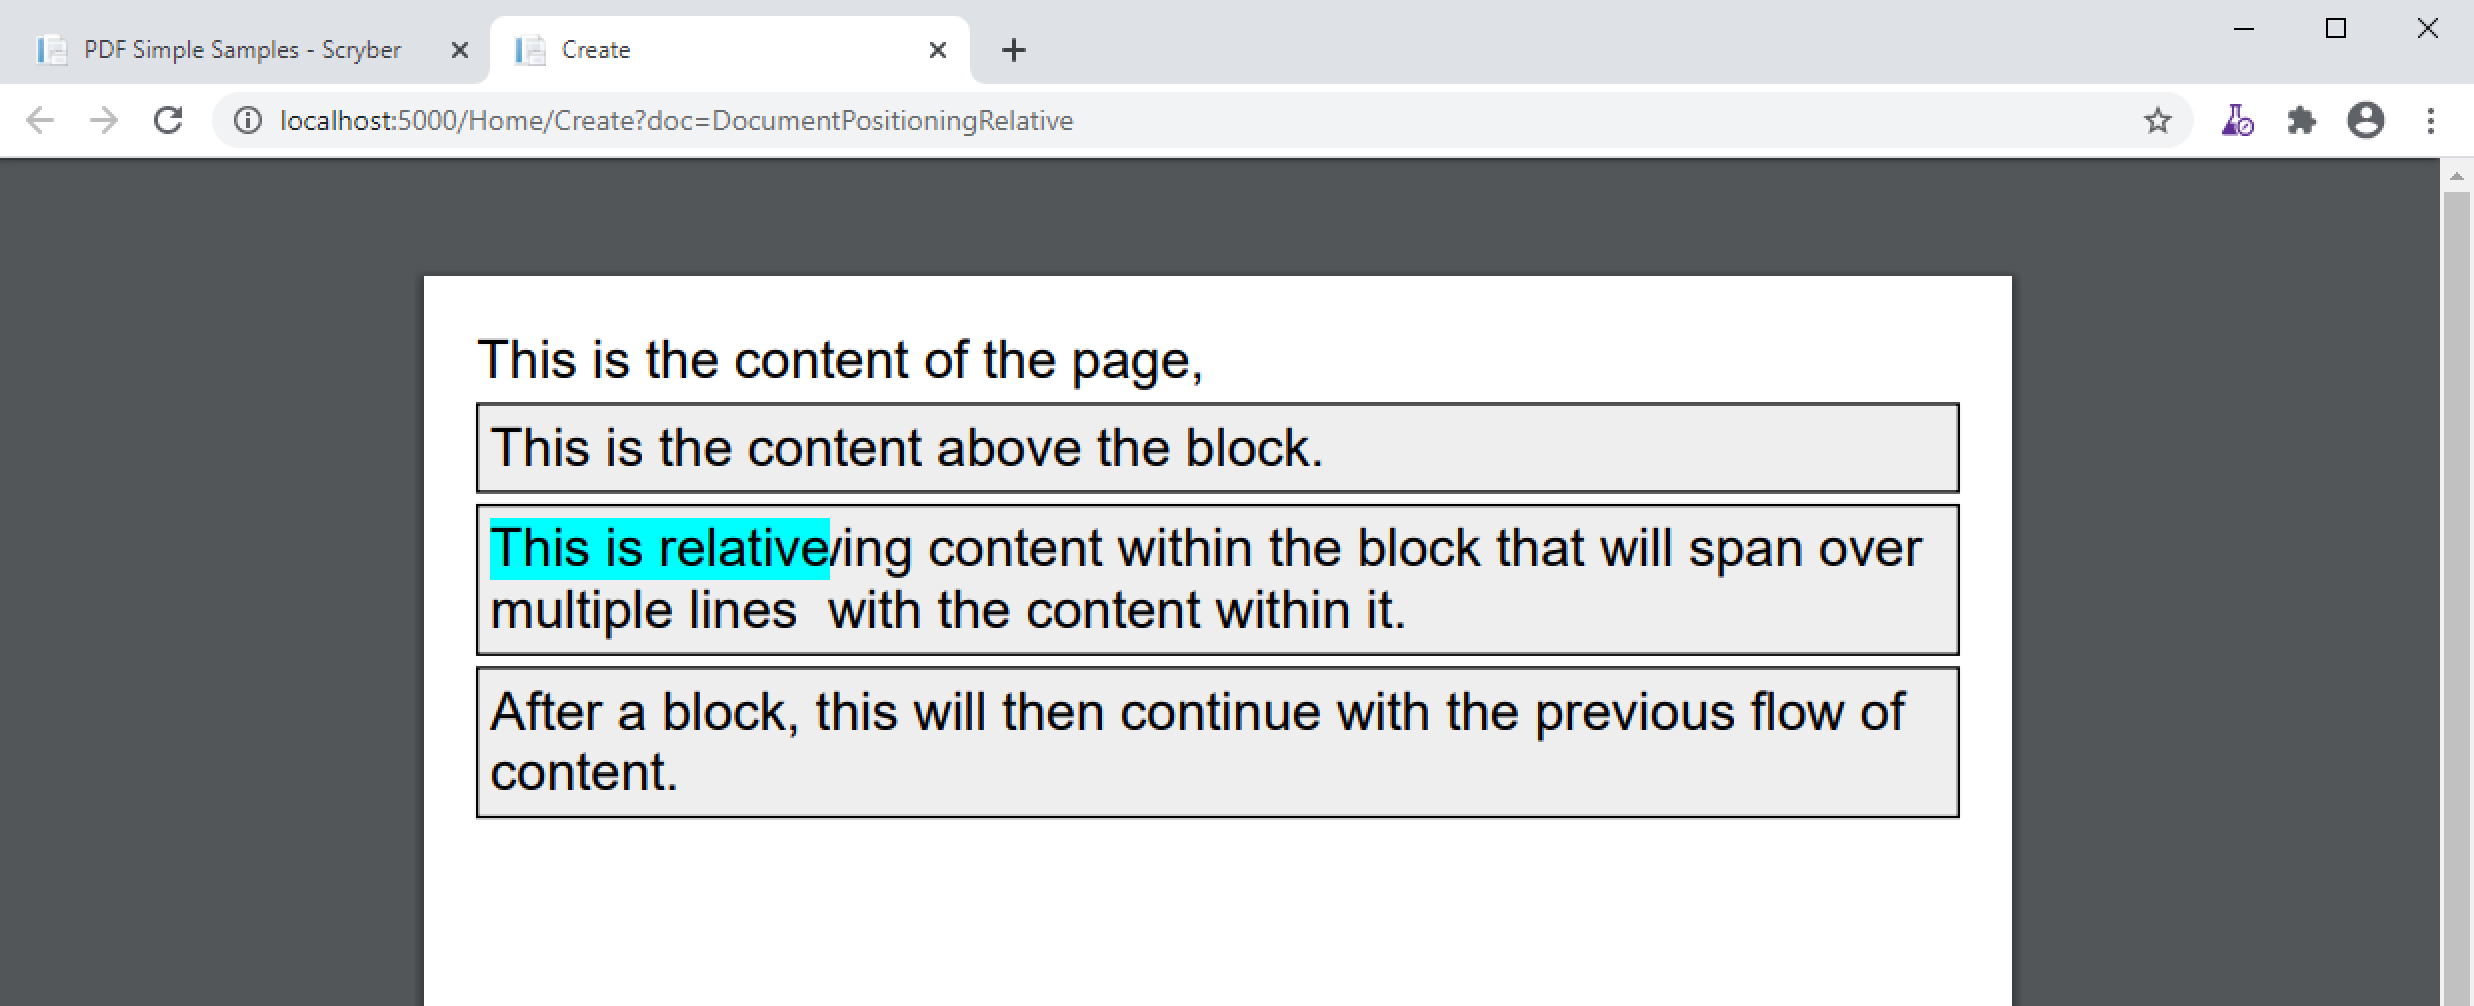 PDF Simple Samples - Scryber
Create
localhost:5000/Home/Create?doc=DocumentPositioningRelative
This is the content of the page,
This is the content above the block.
This is relative ing content within the block that will span over
multiple lines with the content within it.
After a block, this will then continue with the previous flow of
content.